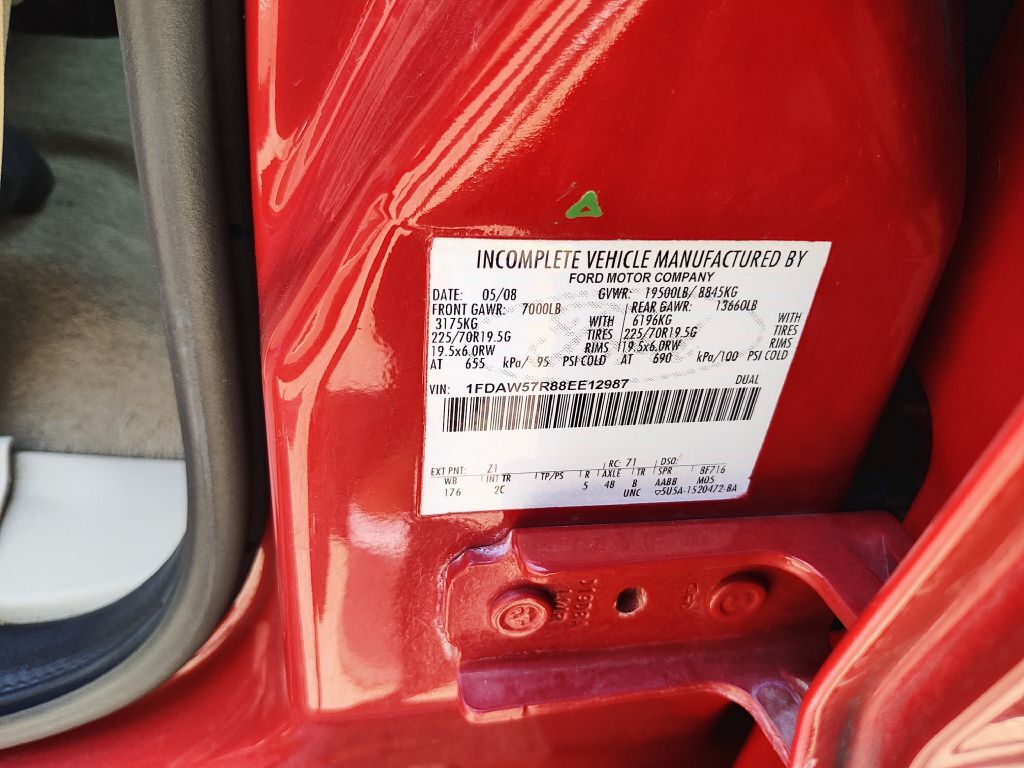 INCOMPLETE VEHICLE MANUFACTURED BY
FORD MOTOR COMPANY
DATE: 05/08 GVWR: 19500LB/ 8845KG
FRONT GAWR: 7000LB REAR GAWR: 13660LB
3175KG WITH 6196KG WITH
225/70R19.5G TIRES 225/70R19.5G TIRES
19.5x6.0RW RIMS 19.5x6.0RW RIMS
AT 655 kPa/ 95 PSI COLD AT 690 kPa/100 PSI COLD
VIN: 1FDAW57R88EE12987 DUAL
EXT PNT: Z1 RC: 71 DSO:
WB INT TR TP/PS R AXLE TR SPR 8F716
176 2C 5 48 B AABB M05
UNC 5U5A-1520472-BA